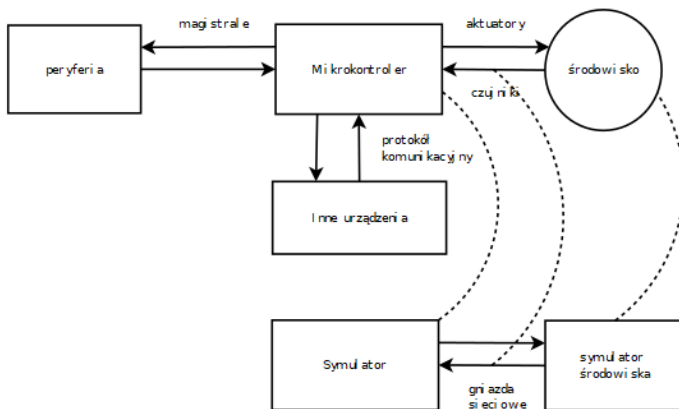 magistrale
aktuatory
peryferia
Mikrokontroler
środowisko
czujniki
protokół
komunikacyjny
Inne urządzenia
Symulator
symulator
środowiska
gniazda
sieciowe